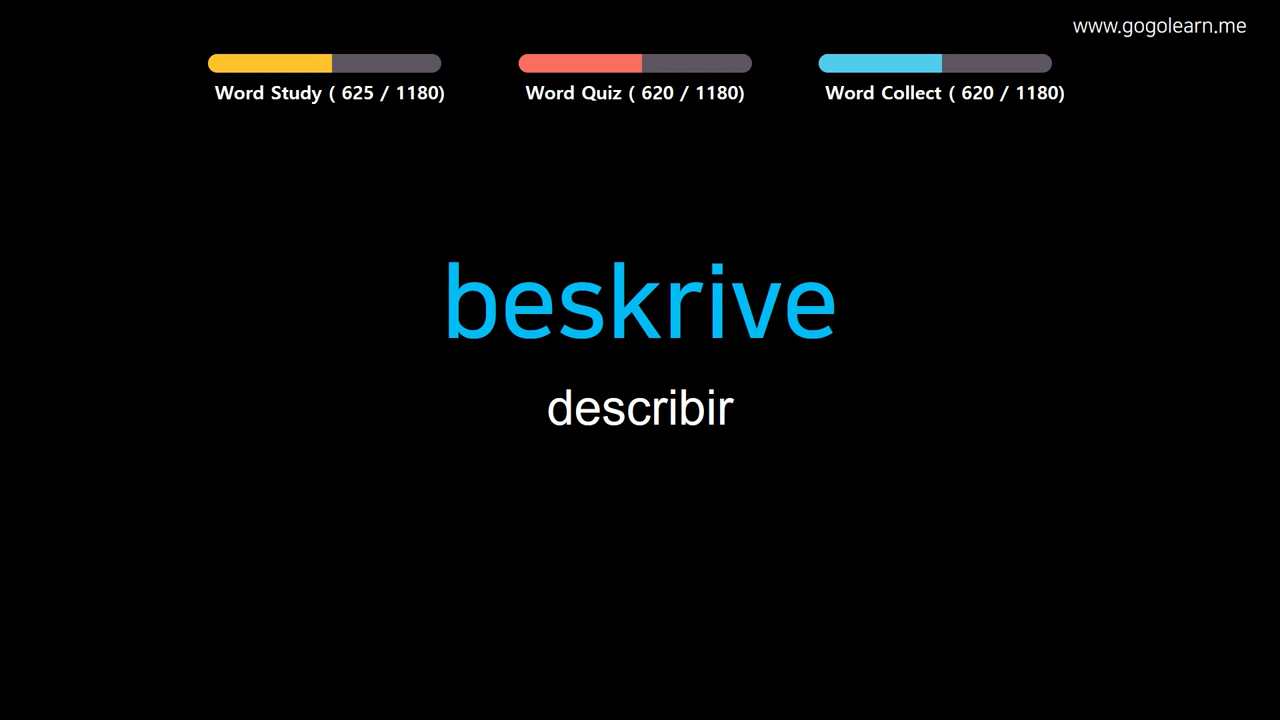 www.gogolearn.me
Word Study ( 625 / 1180)
Word Quiz ( 620 / 1180)
Word Collect ( 620 / 1180)
beskrive
describir